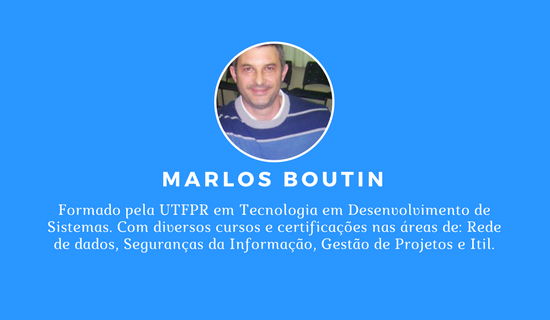 MARLOS BOUTIN
Formado pela UTFPR em Tecnologia em Desenvolvimento de
Sistemas. Com diversos cursos e certificações nas áreas de: Rede
de dados, Seguranças da Informação, Gestão de Projetos e Itil.